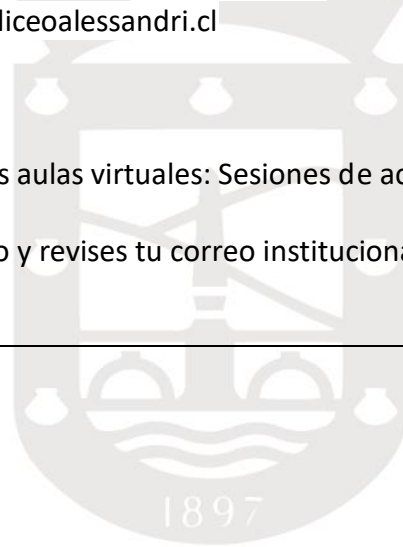 liceoalessandri.cl
s aulas virtuales: Sesiones de ac
o y revises tu correo instituciona
1897